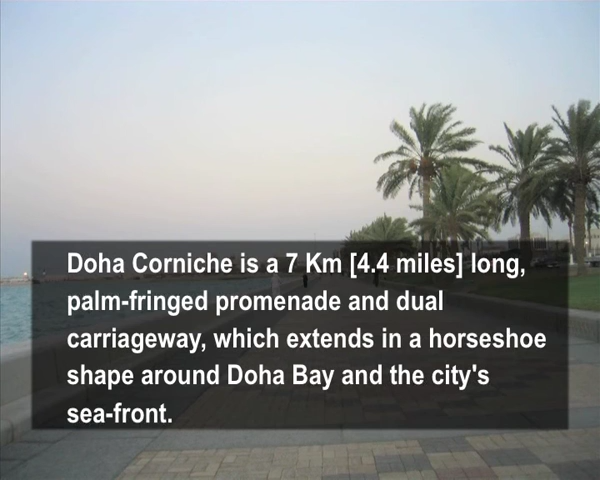 Doha Corniche is a 7 Km [4.4 miles] long,
palm-fringed promenade and dual
carriageway, which extends in a horseshoe
shape around Doha Bay and the city's
sea-front.